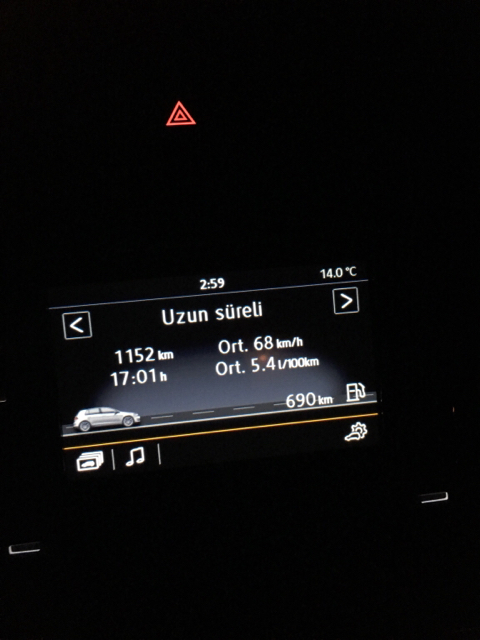 2:59
14.0 °C
Uzun süreli
1152 km
Ort. 68 km/h
17:01 h
Ort. 5.4 l/100km
690 km